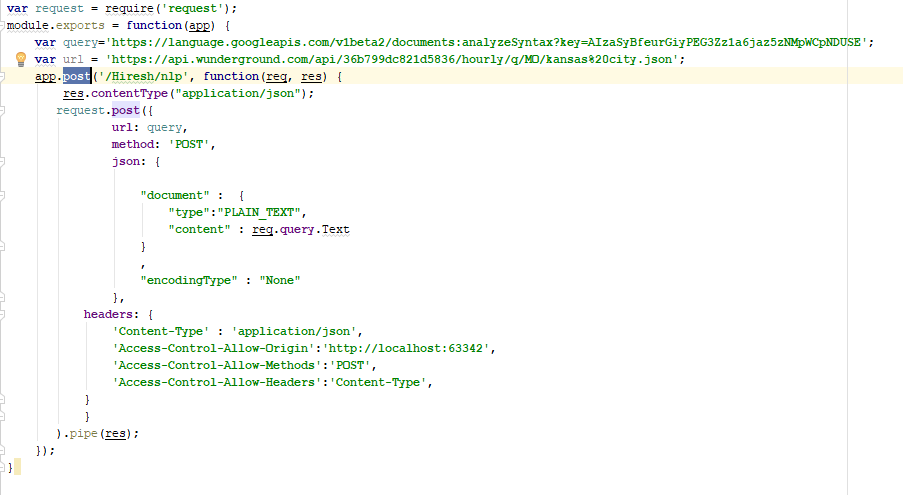 var request = require('request');
module.exports = function(app) {
var query='https://language.googleapis.com/v1beta2/documents:analyzeSyntax?key=AIzaSyBfeurGiyPEG3Zz1a6jaz5zNMpWCpNDUSE';
var url = 'https://api.wunderground.com/api/36b799dc821d5836/hourly/q/MO/kansas%20city.json';
app.post('/Hiresh/nlp', function(req, res) {
res.contentType("application/json");
request.post({
url: query,
method: 'POST',
json: {
"document" :  {
"type":"PLAIN_TEXT",
"content" : req.query.Text
}
,
"encodingType" : "None"
},
headers: {
'Content-Type' : 'application/json',
'Access-Control-Allow-Origin':'http://localhost:63342',
'Access-Control-Allow-Methods':'POST',
'Access-Control-Allow-Headers':'Content-Type',
}
}
).pipe(res);
});
}